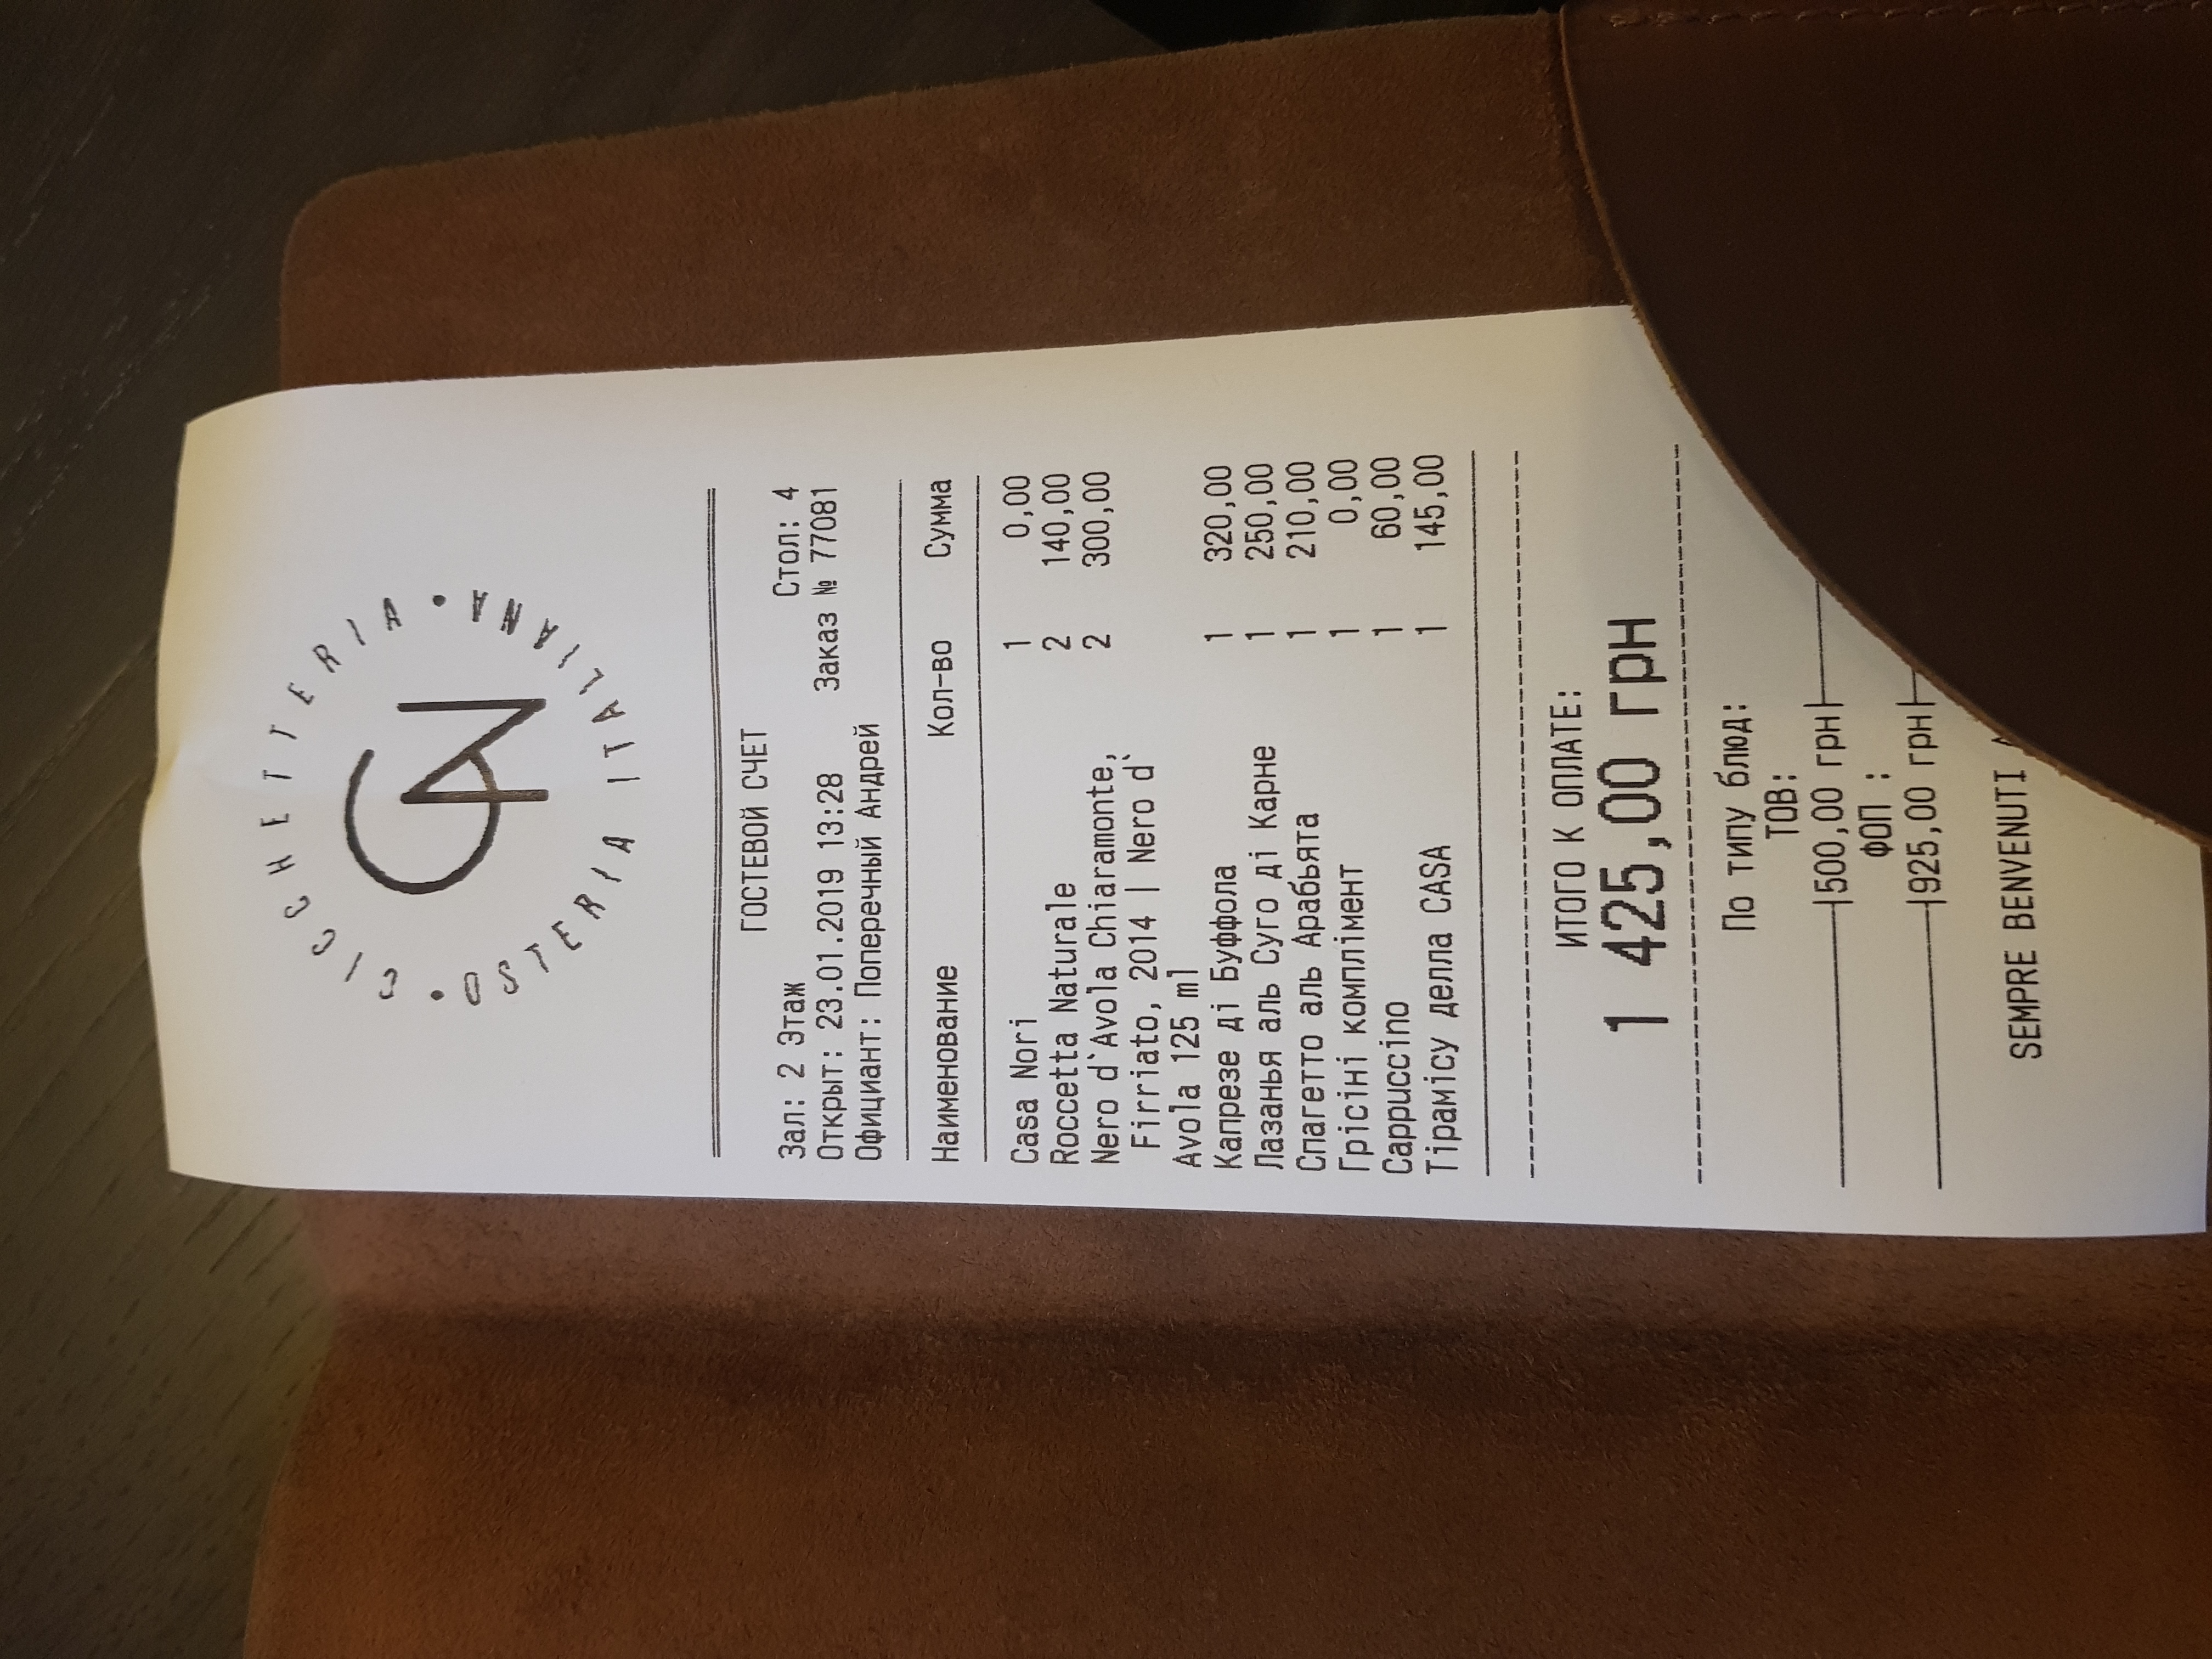 CICCHETTERIA • OSTERIA ITALIANA •
CN
ГОСТЕВОЙ СЧЕТ
Зал: 2 Этаж Стол: 4
Открыт: 23.01.2019 13:28 Заказ № 77081
Официант: Поперечный Андрей
Наименование Кол-во Сумма
Casa Nori 1 0,00
Roccetta Naturale 2 140,00
Nero d`Avola Chiaramonte, 2 300,00
Firriato, 2014 | Nero d`
Avola 125 ml
Капрезе ді Буффола 1 320,00
Лазанья аль Суго ді Карне 1 250,00
Спагетто аль Арабьята 1 210,00
Грісіні комплімент 1 0,00
Cappuccino 1 60,00
Тірамісу делла CASA 1 145,00
ИТОГО К ОПЛАТЕ:
1 425,00 грн
По типу блюд:
ТОВ:
500,00 грн
ФОП :
925,00 грн
SEMPRE BENVENUTI